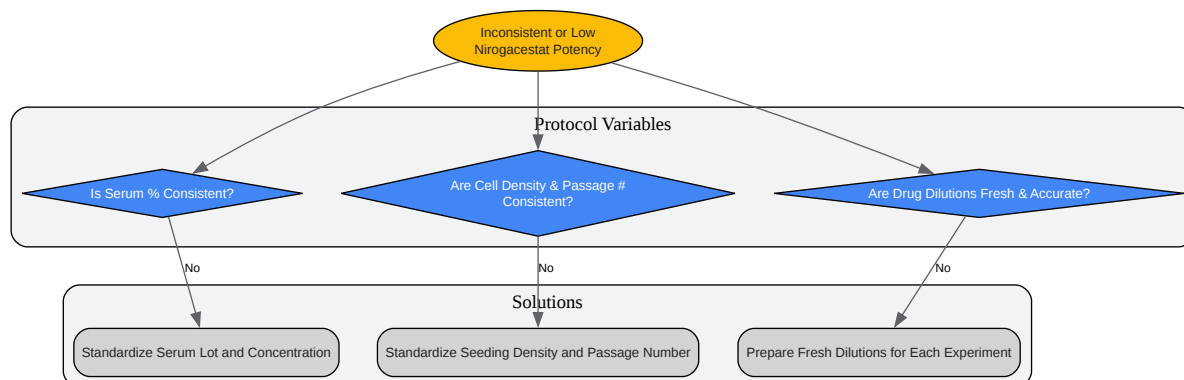 Inconsistent or Low
Nirogacestat Potency
Protocol Variables
Is Serum % Consistent?
Are Cell Density & Passage #
Consistent?
Are Drug Dilutions Fresh & Accurate?
No
No
No
Solutions
Standardize Serum Lot and Concentration
Standardize Seeding Density and Passage Number
Prepare Fresh Dilutions for Each Experiment